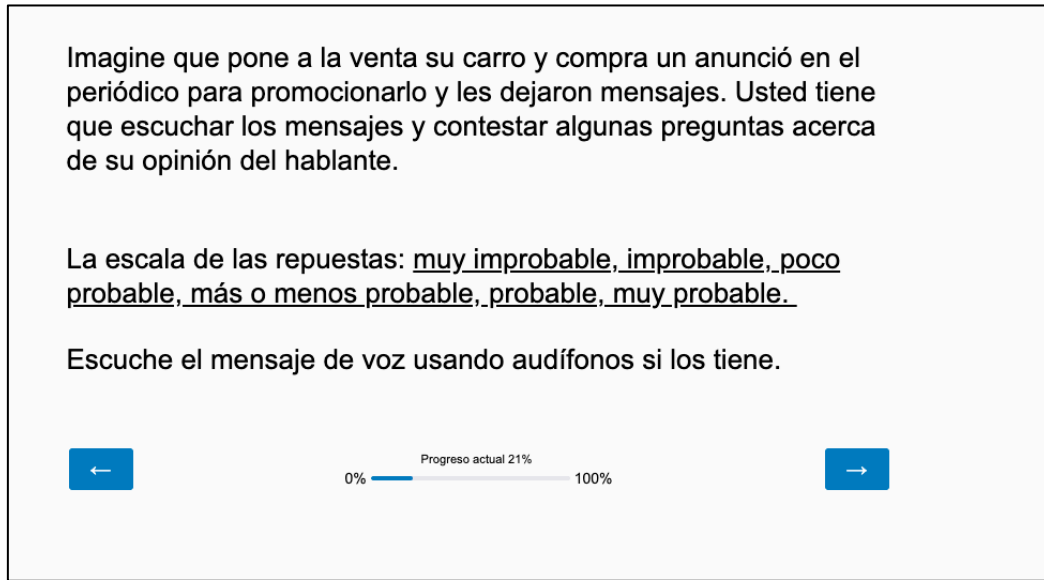 Imagine que pone a la venta su carro y compra un anunció en el
periódico para promocionarlo y les dejaron mensajes. Usted tiene
que escuchar los mensajes y contestar algunas preguntas acerca
de su opinión del hablante.
La escala de las repuestas: muy improbable, improbable, poco
probable, más o menos probable, probable, muy probable.
Escuche el mensaje de voz usando audífonos si los tiene.
←
Progreso actual 21%
0% 100%
→